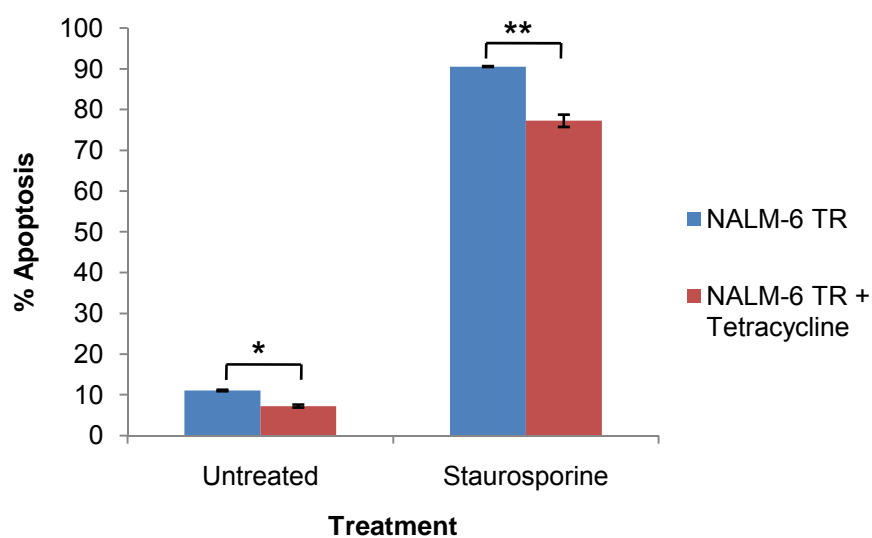 100
90
80
70
60
50
40
30
20
10
0
% Apoptosis
*
**
Untreated
Staurosporine
Treatment
NALM-6 TR
NALM-6 TR +
Tetracycline